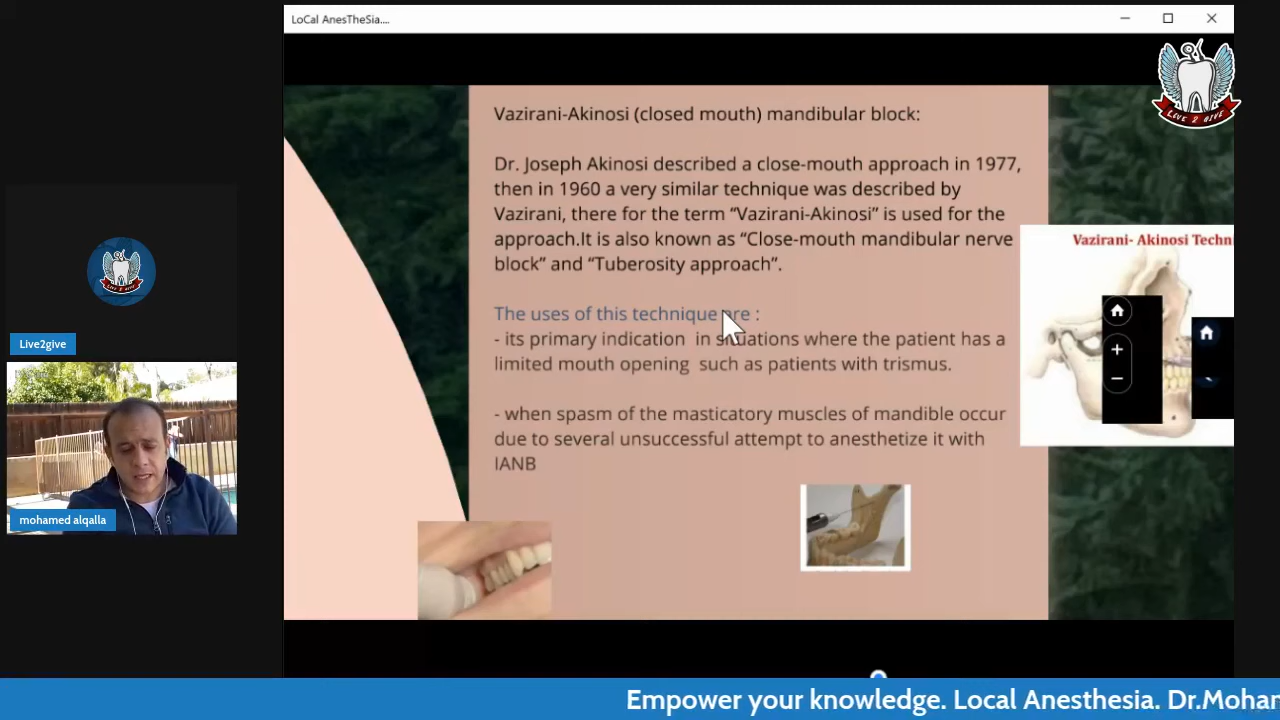 LoCal AnesTheSia....
LIVE 2 GIVE
Vazirani-Akinosi (closed mouth) mandibular block:
Dr. Joseph Akinosi described a close-mouth approach in 1977,
then in 1960 a very similar technique was described by
Vazirani, there for the term “Vazirani-Akinosi” is used for the
approach.It is also known as “Close-mouth mandibular nerve
block” and “Tuberosity approach”.
The uses of this technique are :
- its primary indication in situations where the patient has a
limited mouth opening such as patients with trismus.
- when spasm of the masticatory muscles of mandible occur
due to several unsuccessful attempt to anesthetize it with
IANB
Vazirani- Akinosi Techni
Live2give
mohamed alqalla
Empower your knowledge. Local Anesthesia. Dr.Mohar